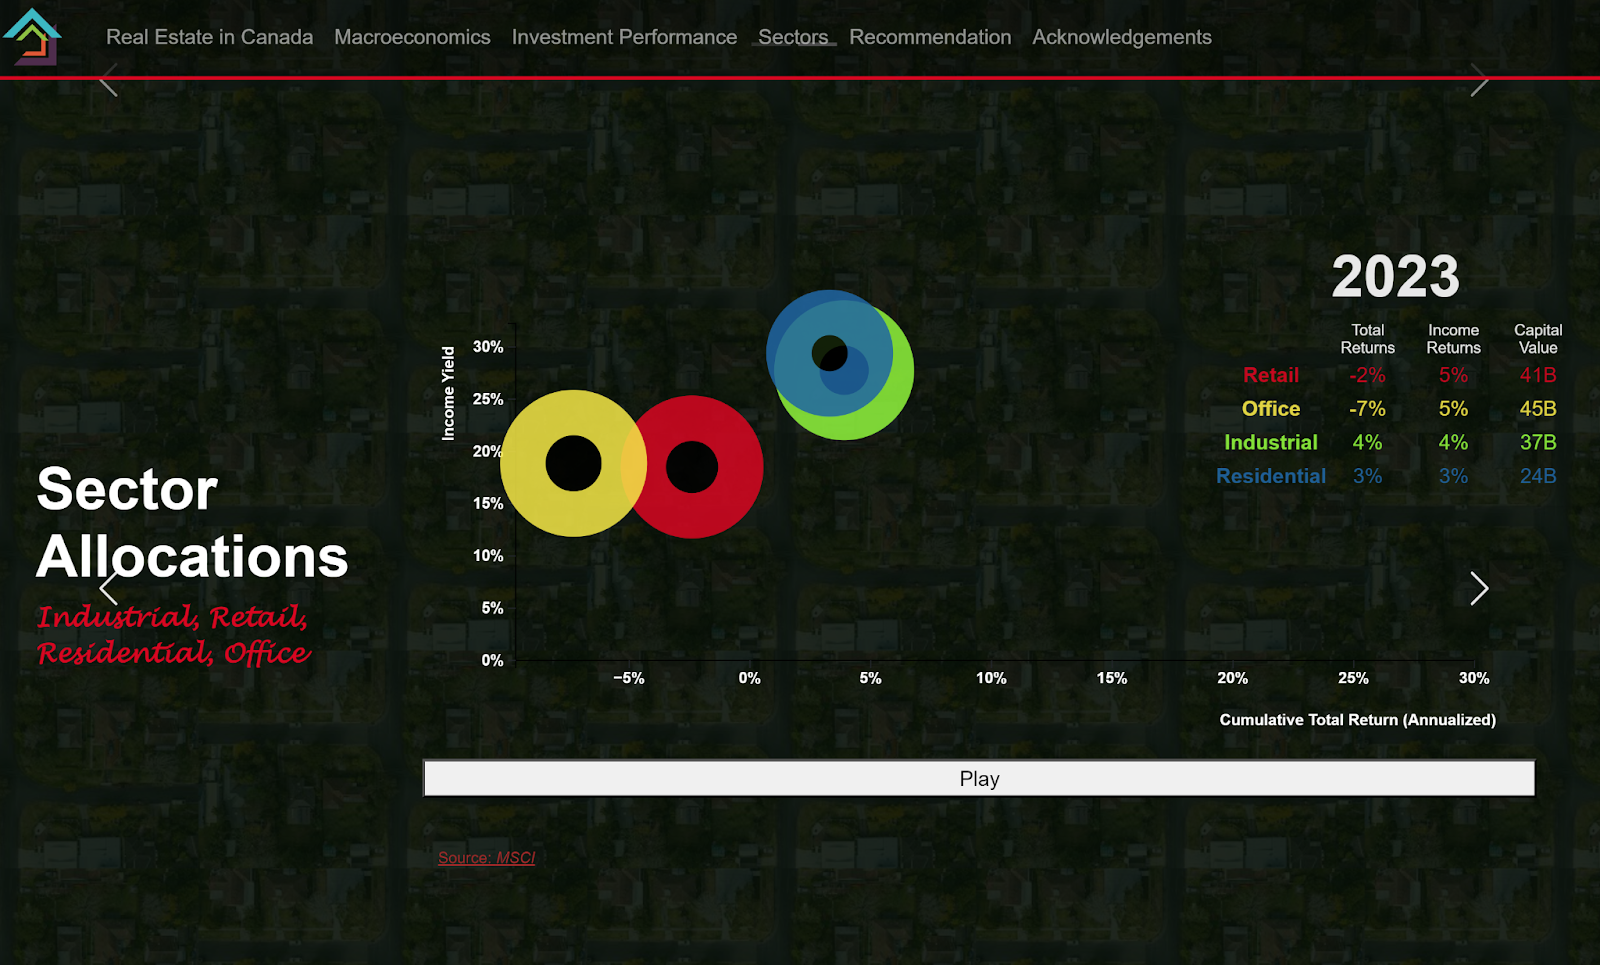 Real Estate in Canada Macroeconomics Investment Performance Sectors Recommendation Acknowledgements
Sector
Allocations
Industrial, Retail,
Residential, Office
Income Yield
30%
25%
20%
15%
10%
5%
0%
−5% 0% 5% 10% 15% 20% 25% 30%
Cumulative Total Return (Annualized)
2023
Total Income Capital
Returns Returns Value
Retail -2% 5% 41B
Office -7% 5% 45B
Industrial 4% 4% 37B
Residential 3% 3% 24B
Play
Source: MSCI